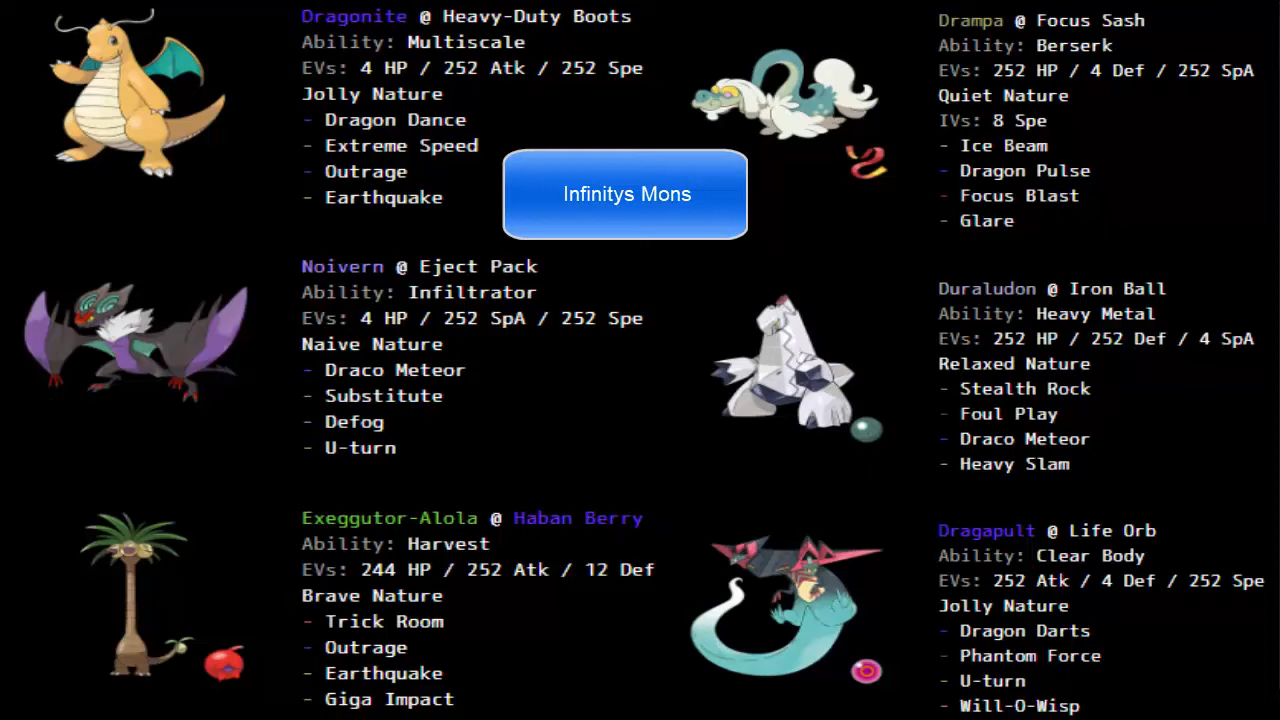 Dragonite @ Heavy-Duty Boots
Ability: Multiscale
EVs: 4 HP / 252 Atk / 252 Spe
Jolly Nature
- Dragon Dance
- Extreme Speed
- Outrage
- Earthquake
Drampa @ Focus Sash
Ability: Berserk
EVs: 252 HP / 4 Def / 252 SpA
Quiet Nature
IVs: 8 Spe
- Ice Beam
- Dragon Pulse
- Focus Blast
- Glare
Infinitys Mons
Noivern @ Eject Pack
Ability: Infiltrator
EVs: 4 HP / 252 SpA / 252 Spe
Naive Nature
- Draco Meteor
- Substitute
- Defog
- U-turn
Duraludon @ Iron Ball
Ability: Heavy Metal
EVs: 252 HP / 252 Def / 4 SpA
Relaxed Nature
- Stealth Rock
- Foul Play
- Draco Meteor
- Heavy Slam
Exeggutor-Alola @ Haban Berry
Ability: Harvest
EVs: 244 HP / 252 Atk / 12 Def
Brave Nature
- Trick Room
- Outrage
- Earthquake
- Giga Impact
Dragapult @ Life Orb
Ability: Clear Body
EVs: 252 Atk / 4 Def / 252 Spe
Jolly Nature
- Dragon Darts
- Phantom Force
- U-turn
- Will-O-Wisp